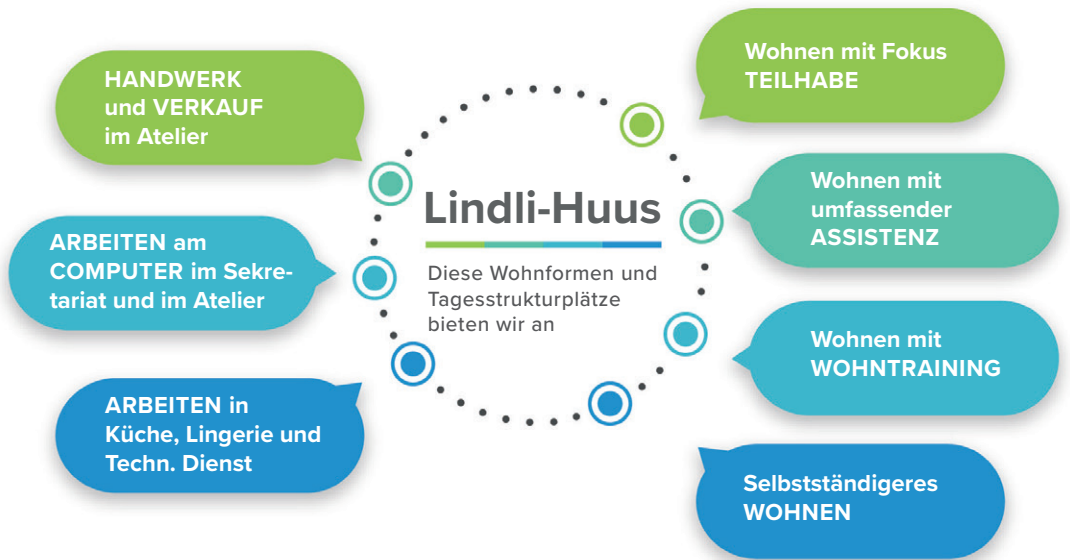 HANDWERK
und VERKAUF
im Atelier
ARBEITEN am
COMPUTER im Sekre-
tariat und im Atelier
ARBEITEN in
Küche, Lingerie und
Techn. Dienst
Lindli-Huus
Diese Wohnformen und
Tagesstrukturplätze
bieten wir an
Wohnen mit Fokus
TEILHABE
Wohnen mit
umfassender
ASSISTENZ
Wohnen mit
WOHNTRAINING
Selbstständigeres
WOHNEN